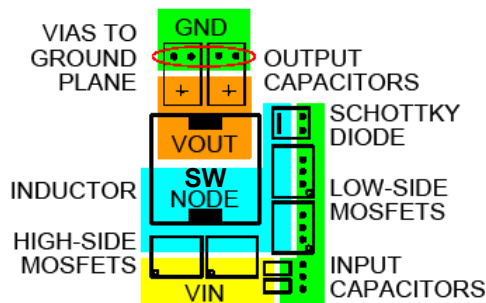 GND
VIAS TO
GROUND
PLANE
OUTPUT
CAPACITORS
+ +
SCHOTTKY
DIODE
VOUT
SW
NODE
INDUCTOR
LOW-SIDE
MOSFETS
HIGH-SIDE
MOSFETS
INPUT
CAPACITORS
VIN